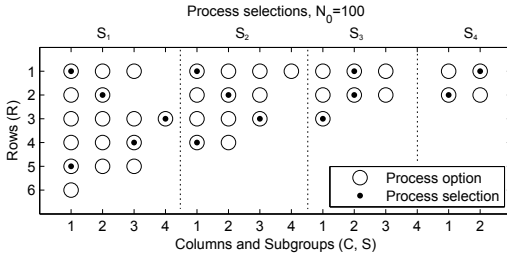 Process selections, N0=100
S1 S2 S3 S4
Rows (R)
1
2
3
4
5
6
Process option
Process selection
1 2 3 4 1 2 3 4 1 2 3 4 1 2
Columns and Subgroups (C, S)